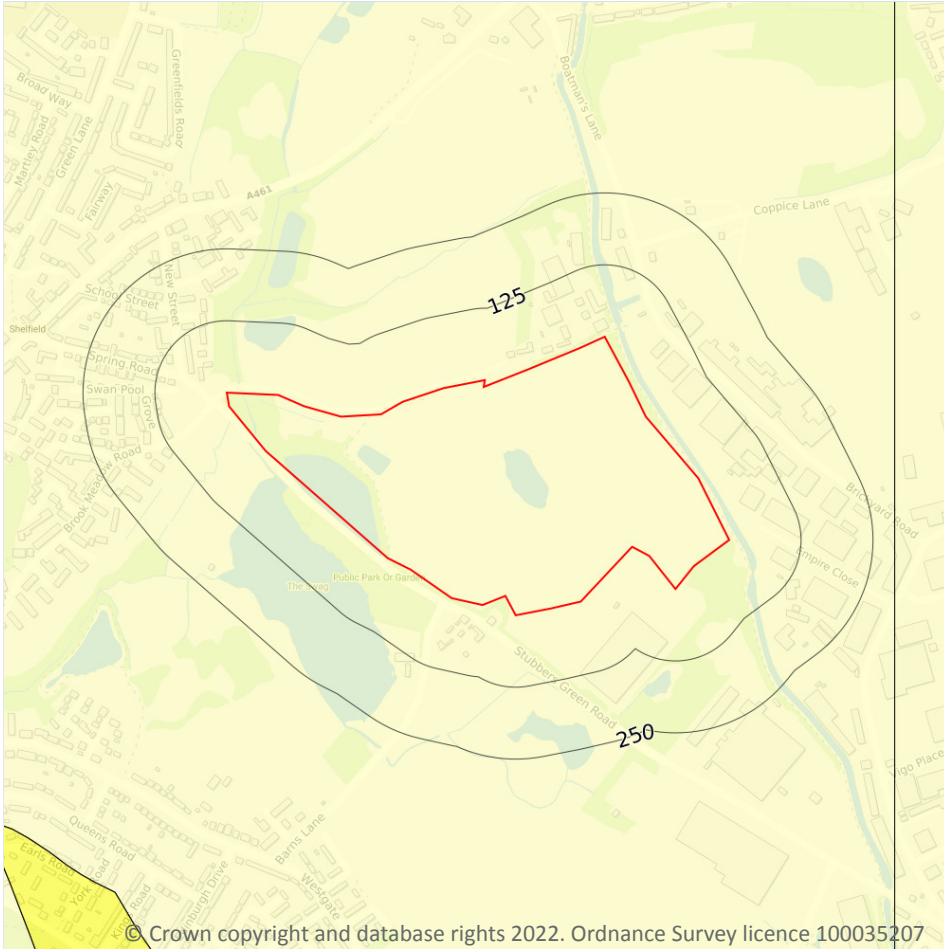 Broad Way
Martley Road
Green Lane
Greenfields Road
Fairway
A461
Boatman's Lane
Coppice Lane
New Street
School Street
Shelfield
Spring Road
Swan Pool
Grove
Brook Meadow Road
125
Brickyard Road
Empire Close
The Swag
Public Park Or Garden
Stubbers Green Road
250
Vigo Place
Queens Road
Earls Road
York Road
Barns Lane
Westgate
© Crown copyright and database rights 2022. Ordnance Survey licence 100035207